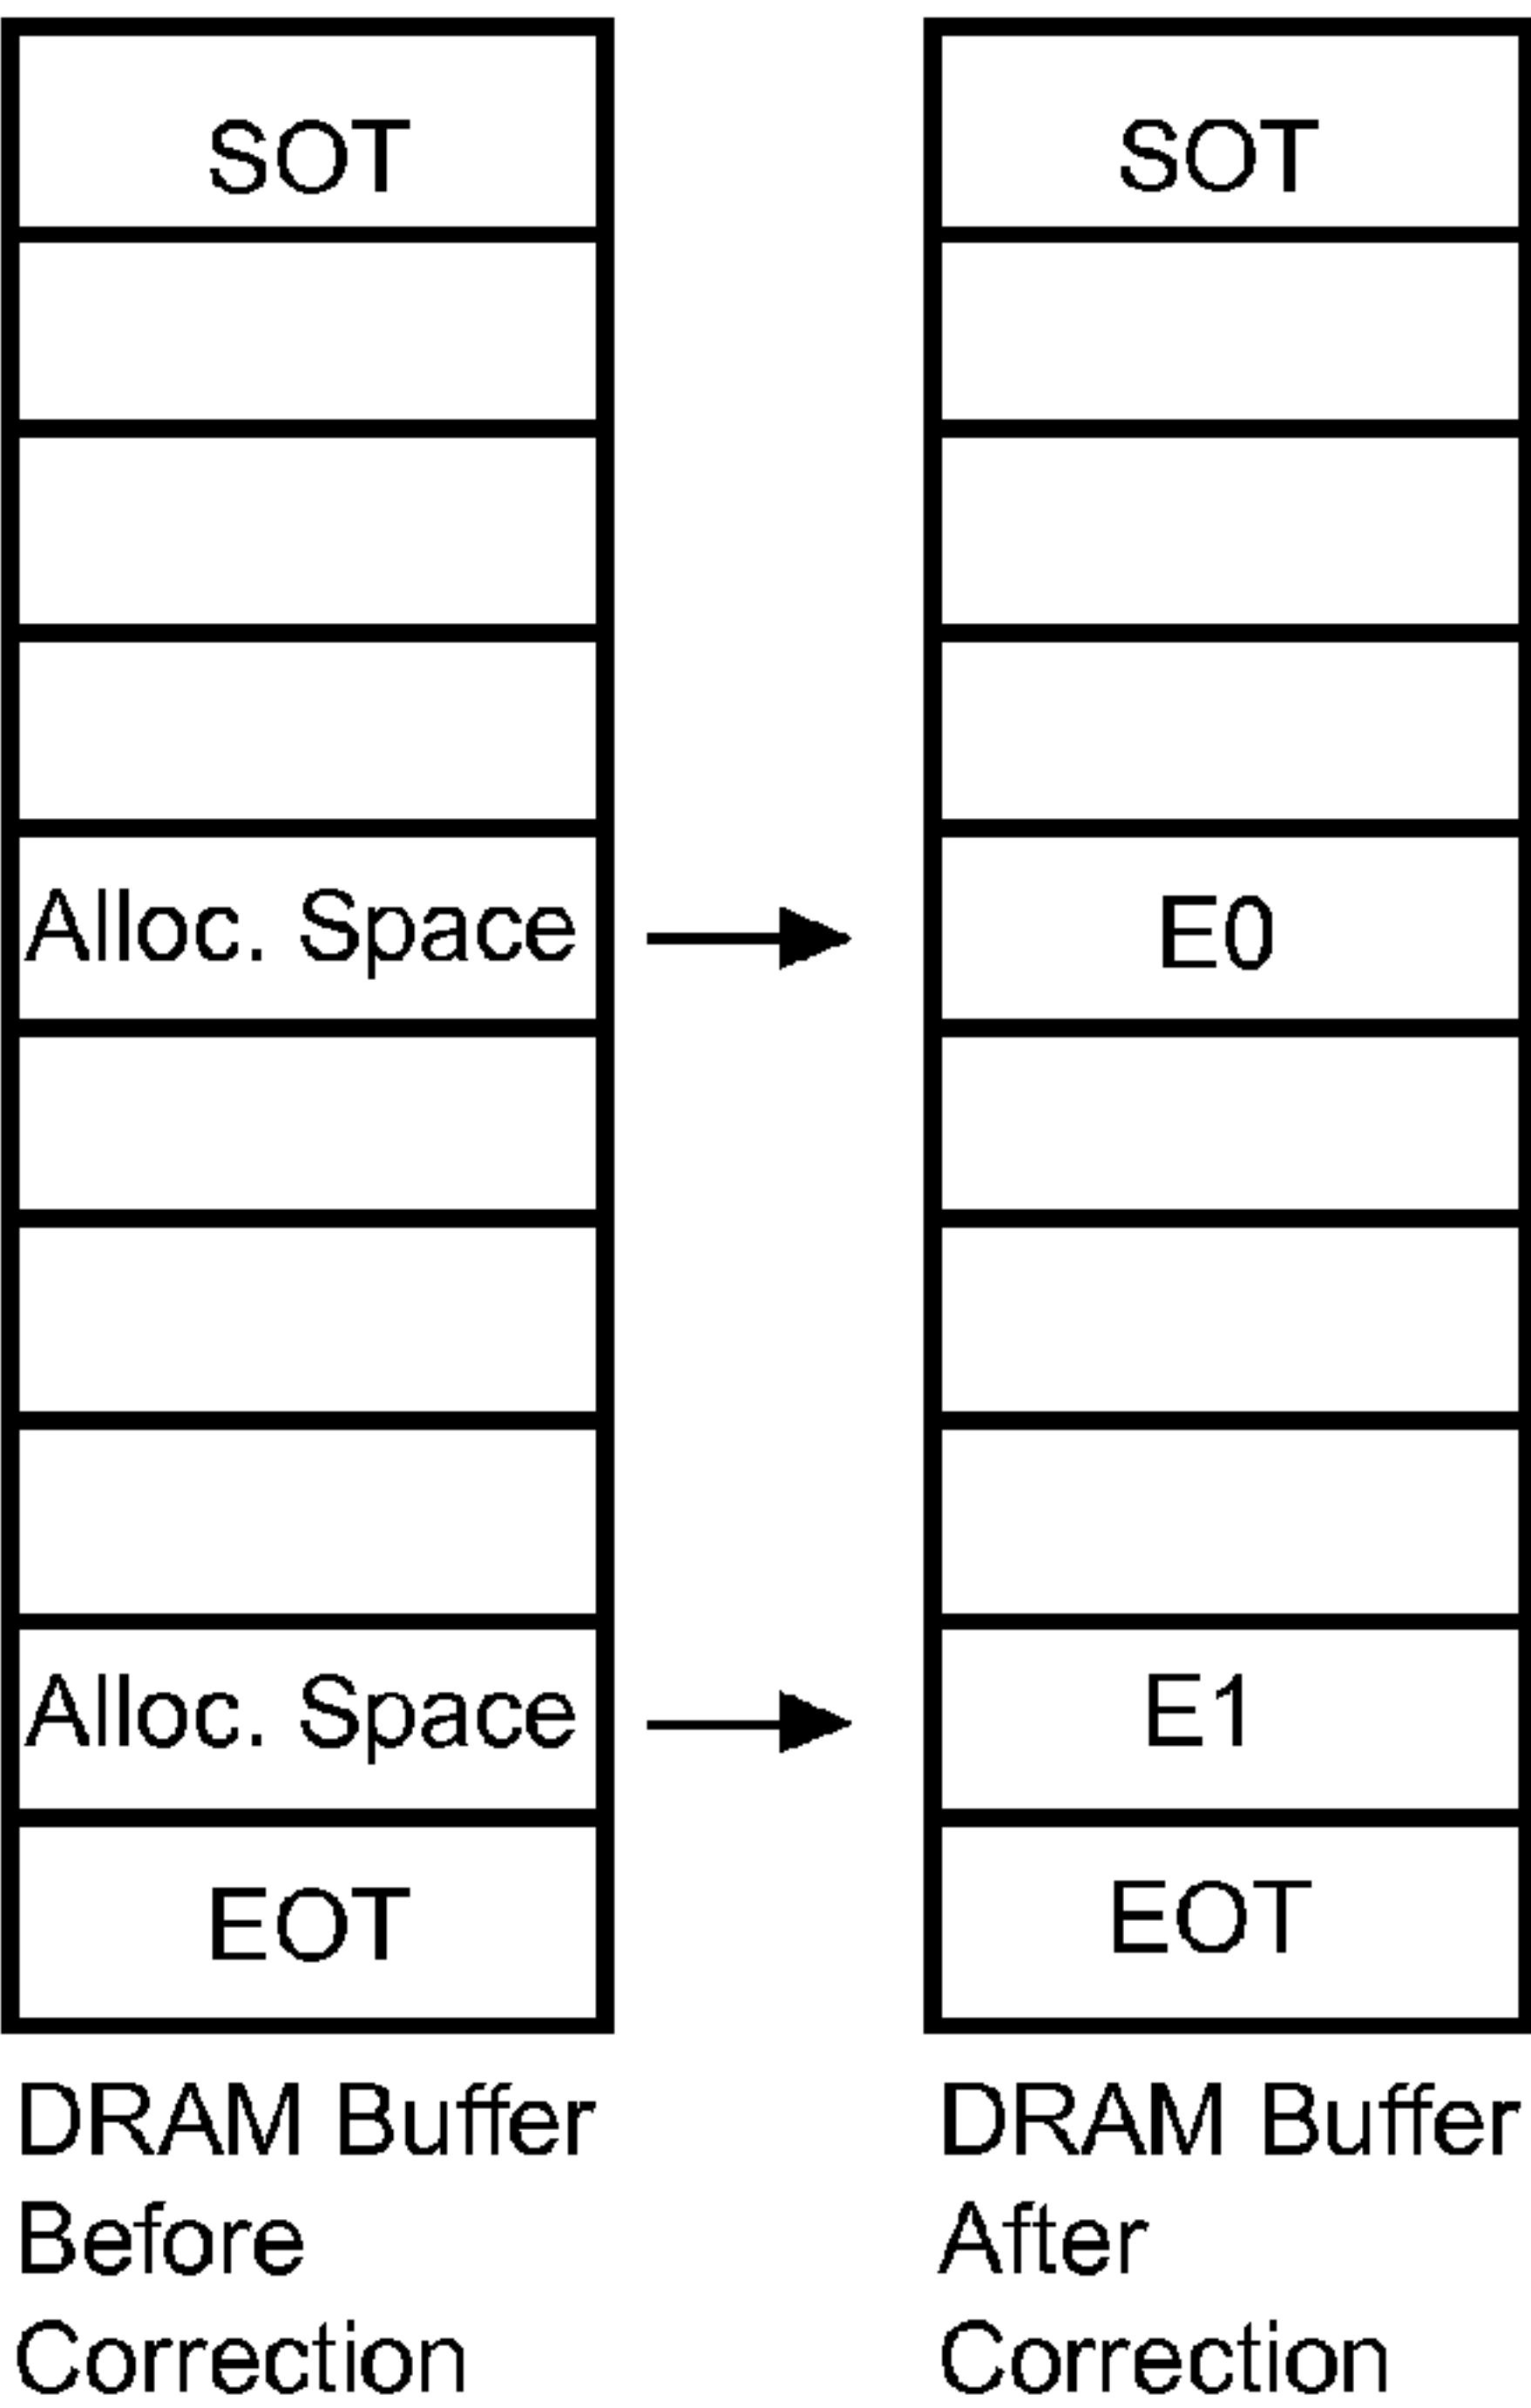 SOT
Alloc. Space
Alloc. Space
EOT
DRAM Buffer
Before
Correction
SOT
E0
E1
EOT
DRAM Buffer
After
Correction